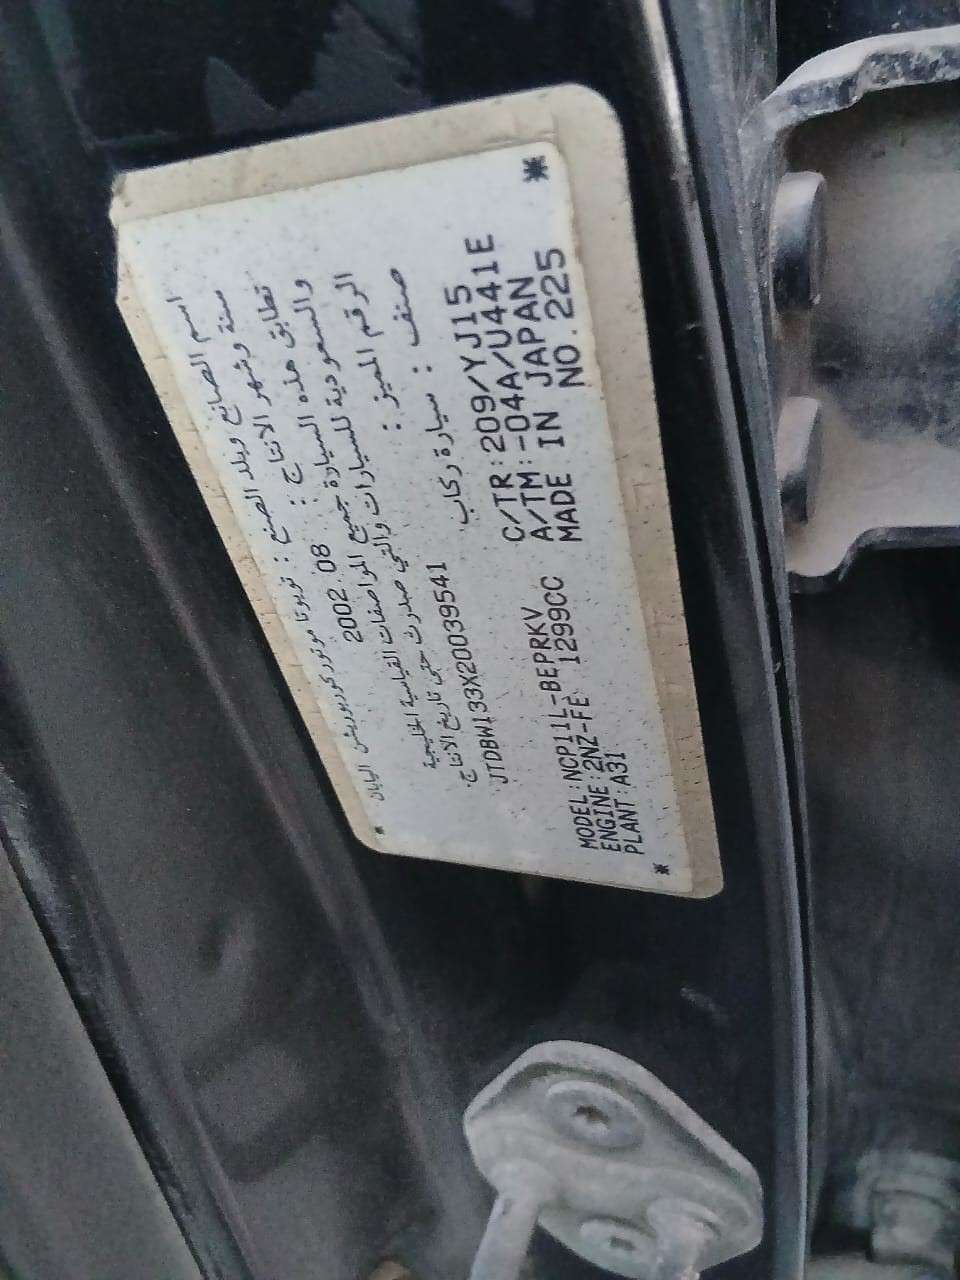 اسم الصانع وبلد الصنع : تويوتا موتور كوربوريشن اليابان
سنة وشهر الانتاج : 2002.08
تطابق هذه السيارة جميع المواصفات القياسية الخليجية
والسعودية للسيارات والتي صدرت حتى تاريخ الانتاج.
الرقم المميز : JTDBW133X20039541
صنف : سيارة ركاب
C/TR:209/YJ15
MODEL:NCP11L-BEPRKV A/TM:-04A/U441E
ENGINE:2NZ-FE 1299CC MADE IN JAPAN
PLANT:A31 NO.225